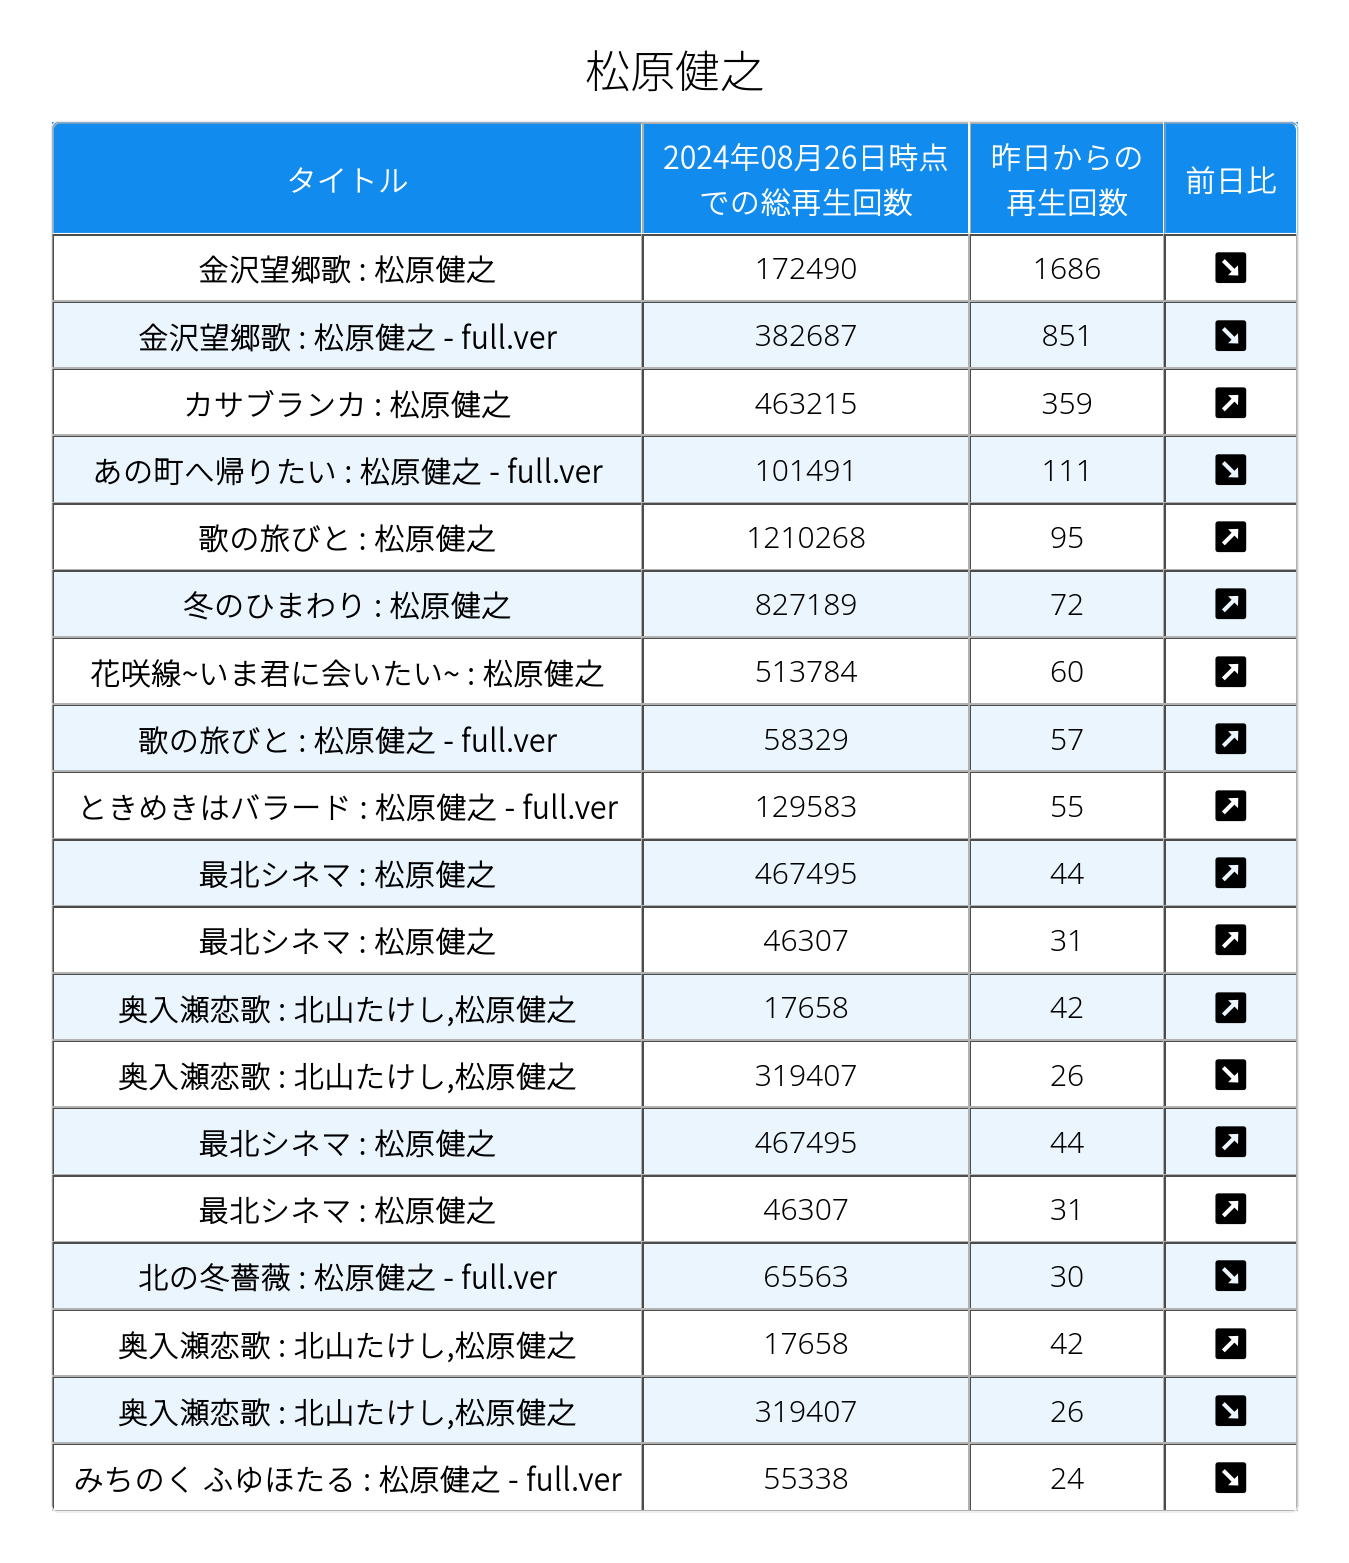 松原健之
タイトル 2024年08月26日時点での総再生回数 昨日からの再生回数 前日比
金沢望郷歌 : 松原健之 172490 1686 ↘
金沢望郷歌 : 松原健之 - full.ver 382687 851 ↘
カサブランカ : 松原健之 463215 359 ↗
あの町へ帰りたい : 松原健之 - full.ver 101491 111 ↘
歌の旅びと : 松原健之 1210268 95 ↗
冬のひまわり : 松原健之 827189 72 ↗
花咲線~いま君に会いたい~ : 松原健之 513784 60 ↗
歌の旅びと : 松原健之 - full.ver 58329 57 ↗
ときめきはバラード : 松原健之 - full.ver 129583 55 ↗
最北シネマ : 松原健之 467495 44 ↗
最北シネマ : 松原健之 46307 31 ↗
奥入瀬恋歌 : 北山たけし,松原健之 17658 42 ↗
奥入瀬恋歌 : 北山たけし,松原健之 319407 26 ↘
最北シネマ : 松原健之 467495 44 ↗
最北シネマ : 松原健之 46307 31 ↗
北の冬薔薇 : 松原健之 - full.ver 65563 30 ↘
奥入瀬恋歌 : 北山たけし,松原健之 17658 42 ↗
奥入瀬恋歌 : 北山たけし,松原健之 319407 26 ↘
みちのく ふゆほたる : 松原健之 - full.ver 55338 24 ↘